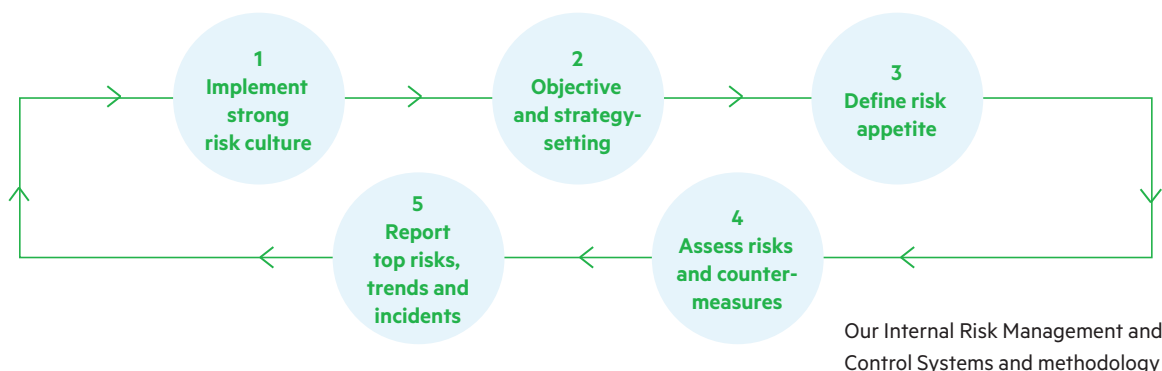 1
Implement
strong
risk culture
2
Objective
and strategy-
setting
3
Define risk
appetite
4
Assess risks
and counter-
measures
5
Report
top risks,
trends and
incidents
Our Internal Risk Management and
Control Systems and methodology